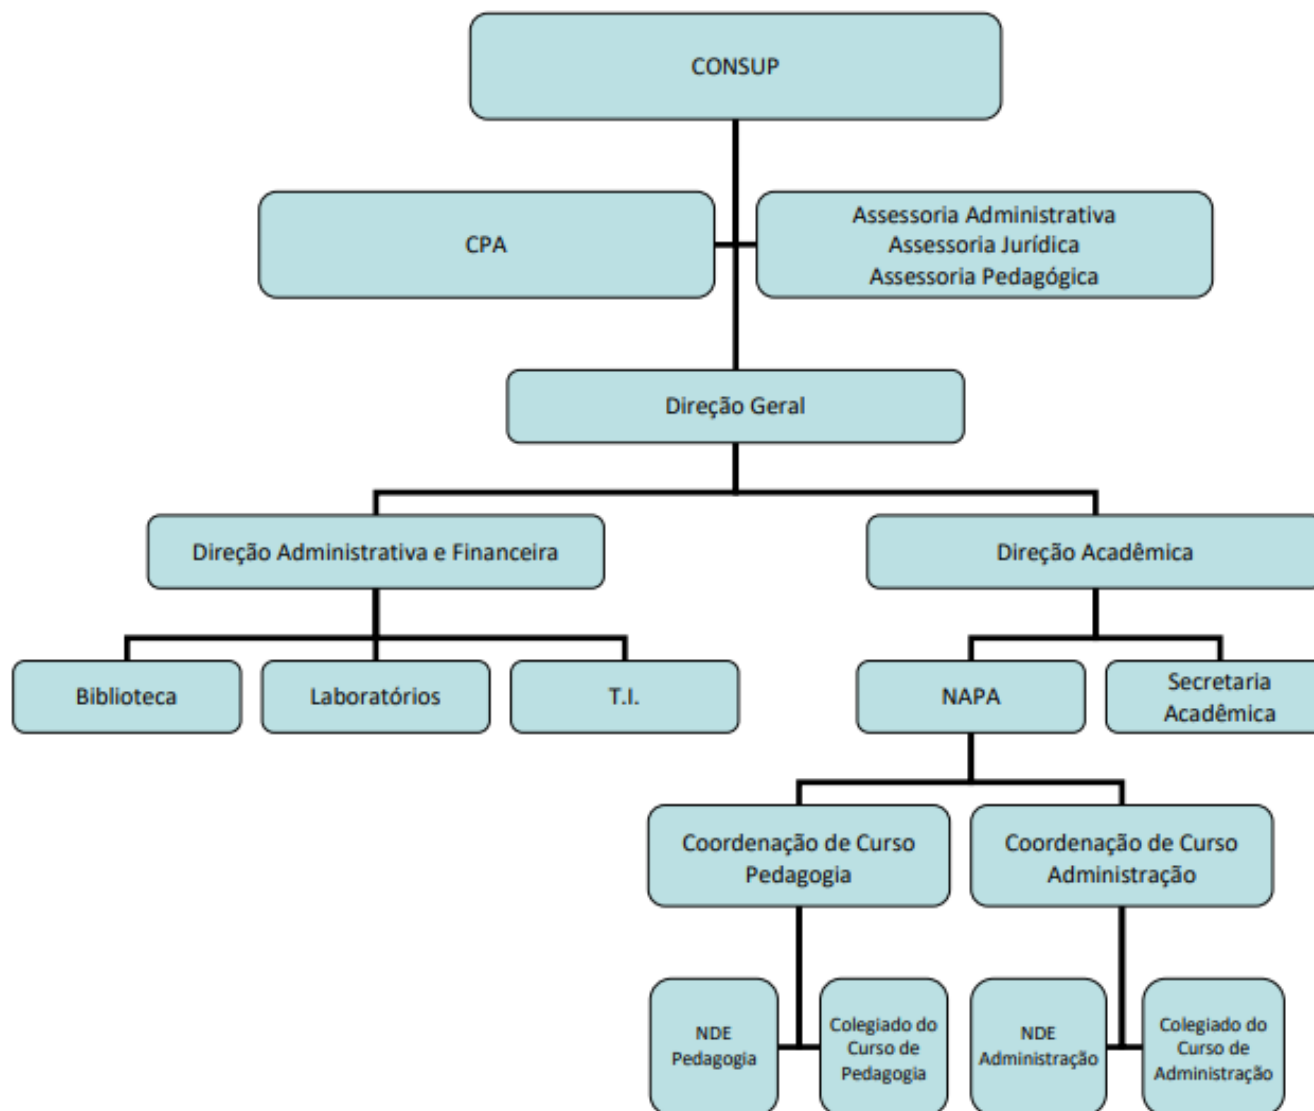 CONSUP
CPA
Assessoria Administrativa
Assessoria Jurídica
Assessoria Pedagógica
Direção Geral
Direção Administrativa e Financeira
Direção Acadêmica
Biblioteca
Laboratórios
T.I.
NAPA
Secretaria
Acadêmica
Coordenação de Curso
Pedagogia
Coordenação de Curso
Administração
NDE
Pedagogia
Colegiado do
Curso de
Pedagogia
NDE
Administração
Colegiado do
Curso de
Administração